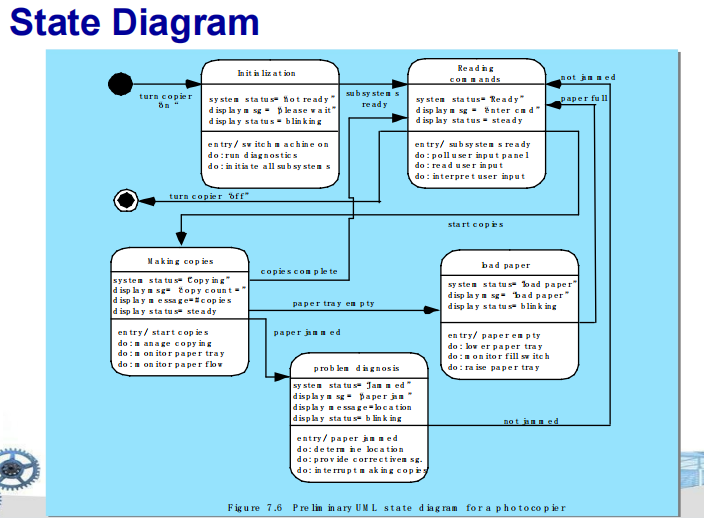 State Diagram
Initialization
system status="not ready"
display msg = "please wait"
display status = blinking
entry/ switch machine on
do: run diagnostics
do: initiate all subsystems
turn copier
"on"
subsystems
ready
Reading
commands
system status="Ready"
display msg = "enter cmd"
display status = steady
entry/ subsystems ready
do: poll user input panel
do: read user input
do: interpret user input
not jammed
paper full
turn copier "off"
start copies
Making copies
system status="Copying"
display msg= "copy count ="
display message=#copies
display status= steady
entry/ start copies
do: manage copying
do: monitor paper tray
do: monitor paper flow
copies complete
paper tray empty
paper jammed
load paper
system status="load paper"
display msg= "load paper"
display status= blinking
entry/ paper empty
do: lower paper tray
do: monitor fill switch
do: raise paper tray
problem diagnosis
system status="Jammed"
display msg = "paper jam"
display message=location
display status= blinking
entry/ paper jammed
do: determine location
do: provide corrective msg.
do: interrupt making copies
not jammed
Figure 7.6 Preliminary UML state diagram for a photocopier